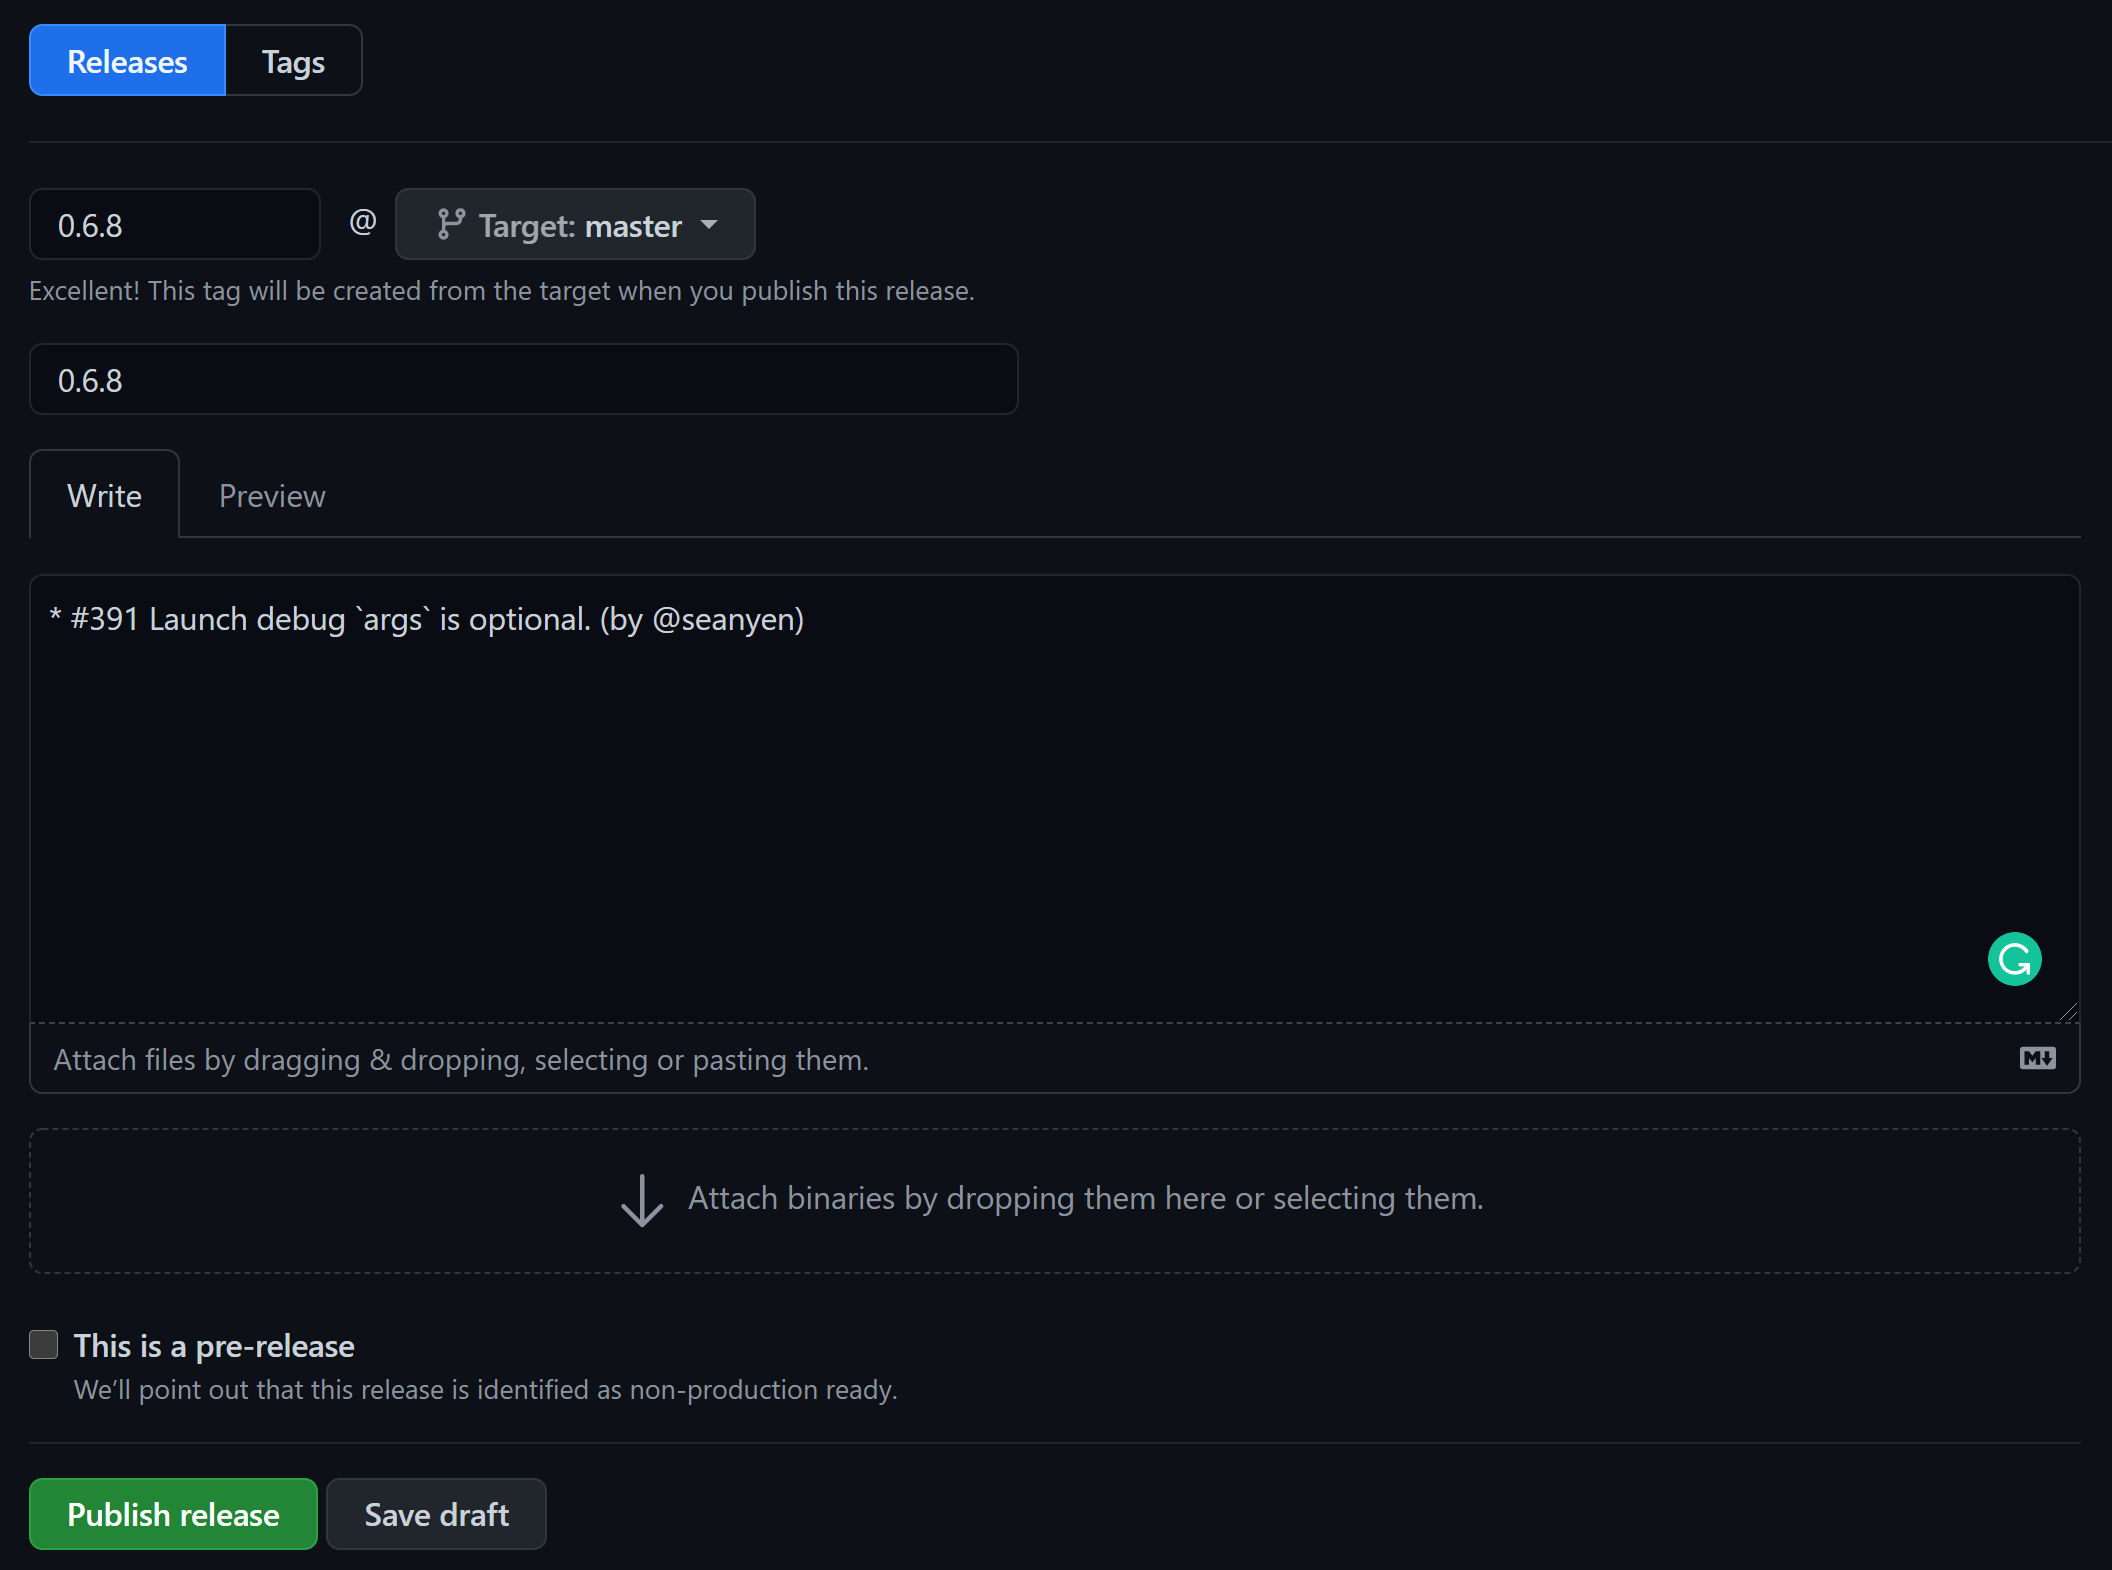 Releases Tags
0.6.8 @ Target: master
Excellent! This tag will be created from the target when you publish this release.
0.6.8
Write Preview
* #391 Launch debug `args` is optional. (by @seanyen)
Attach files by dragging & dropping, selecting or pasting them.
Attach binaries by dropping them here or selecting them.
This is a pre-release
We’ll point out that this release is identified as non-production ready.
Publish release Save draft